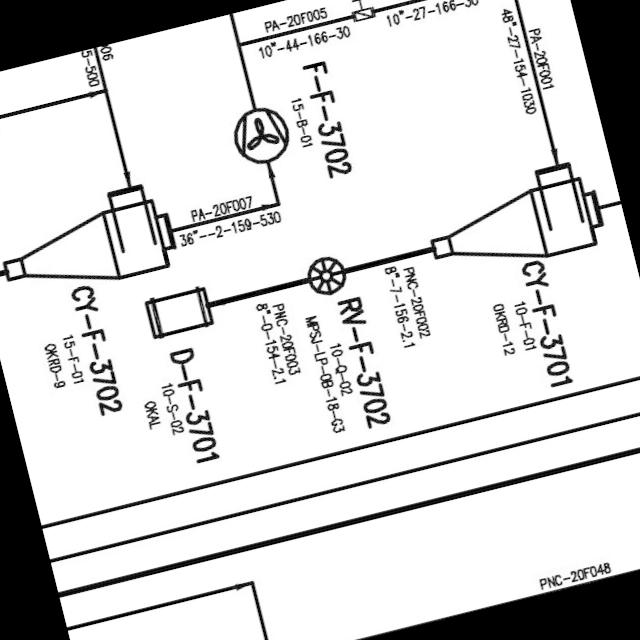 PA-20F005
10"-44-166-30
10"-27-166-30
PA-20F001
48"-27-154-1030
06
5-500
F-F-3702
15-B-01
PA-20F007
36"--2-159-530
CY-F-3702
15-F-01
OKRD-9
D-F-3701
10-S-02
OKAL
PNC-20F003
8"-0-154-2.1
RV-F-3702
10-Q-02
MPSJ-LP-0B-18-G3
PNC-20F002
8"-7-156-2.1
CY-F-3701
10-F-01
OKRD-12
PNC-20F048